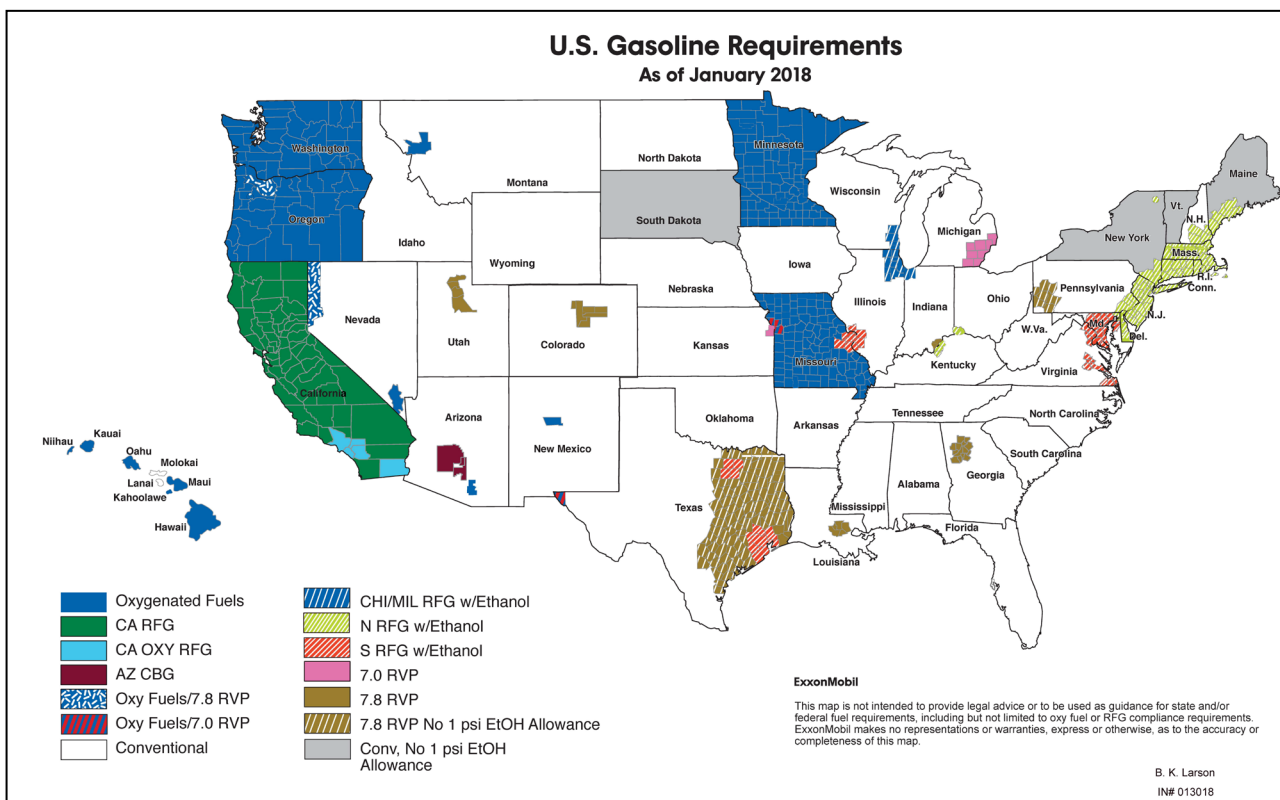 U.S. Gasoline Requirements
As of January 2018
Washington
Oregon
Montana
Idaho
Wyoming
North Dakota
South Dakota
Minnesota
Wisconsin
Michigan
Maine
Vt.
N.H.
New York
Mass.
R.I.
Conn.
N.J.
Pennsylvania
Md.
Del.
Iowa
Nebraska
Illinois
Indiana
Ohio
W.Va.
Virginia
Kentucky
Nevada
Utah
Colorado
Kansas
Missouri
California
Arizona
New Mexico
Oklahoma
Arkansas
Tennessee
North Carolina
South Carolina
Georgia
Alabama
Mississippi
Florida
Louisiana
Texas
Niihau
Kauai
Oahu
Molokai
Lanai
Maui
Kahoolawe
Hawaii
Oxygenated Fuels
CA RFG
CA OXY RFG
AZ CBG
Oxy Fuels/7.8 RVP
Oxy Fuels/7.0 RVP
Conventional
CHI/MIL RFG w/Ethanol
N RFG w/Ethanol
S RFG w/Ethanol
7.0 RVP
7.8 RVP
7.8 RVP No 1 psi EtOH Allowance
Conv, No 1 psi EtOH
Allowance
ExxonMobil
This map is not intended to provide legal advice or to be used as guidance for state and/or
federal fuel requirements, including but not limited to oxy fuel or RFG compliance requirements.
ExxonMobil makes no representations or warranties, express or otherwise, as to the accuracy or
completeness of this map.
B. K. Larson
IN# 013018